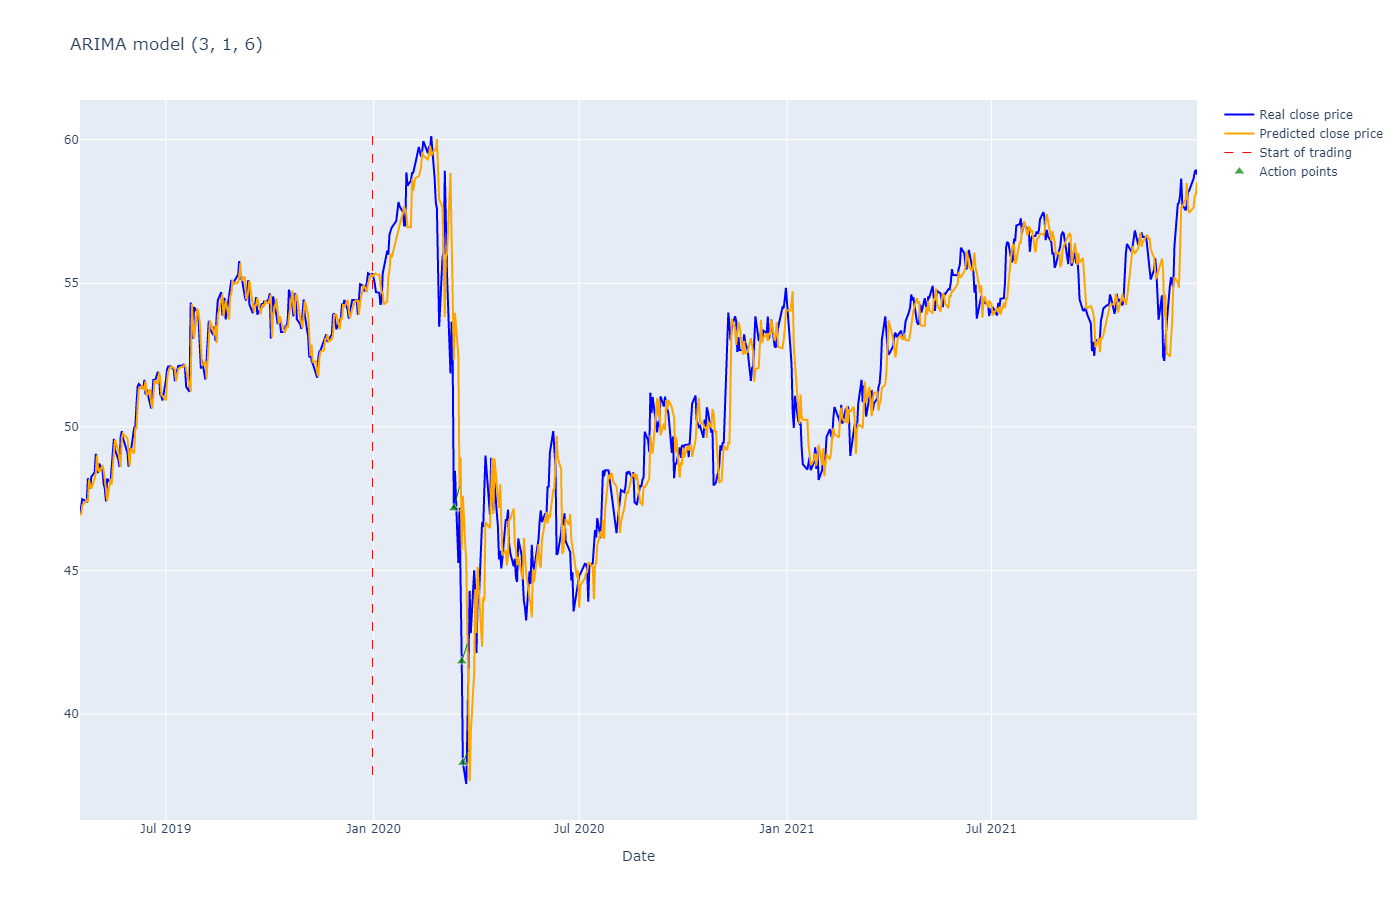 ARIMA model (3, 1, 6)
Real close price
Predicted close price
Start of trading
Action points
60
55
50
45
40
Jul 2019
Jan 2020
Jul 2020
Jan 2021
Jul 2021
Date